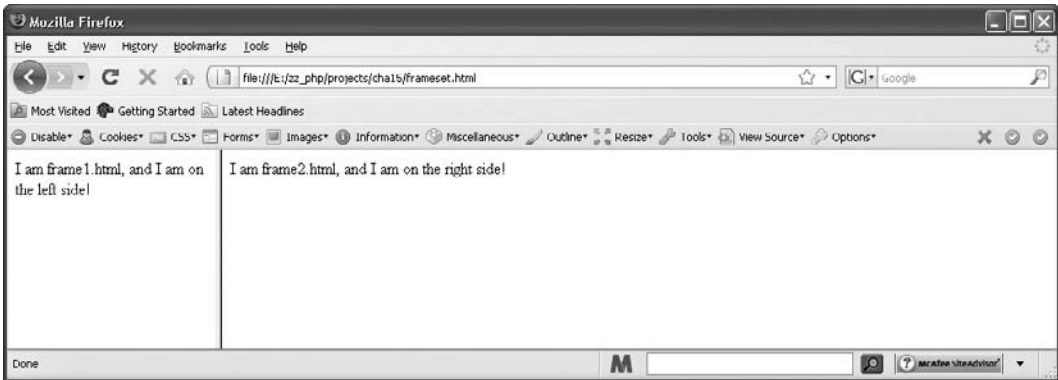 Mozilla Firefox
File Edit View History Bookmarks Tools Help
file:///E:/zz_php/projects/cha15/frameset.html G Google
Most Visited Getting Started Latest Headlines
Disable Cookies CSS Forms Images Information Miscellaneous Outline Resize Tools View Source Options
I am frame1.html, and I am on
the left side!
I am frame2.html, and I am on the right side!
Done M McAfee SiteAdvisor